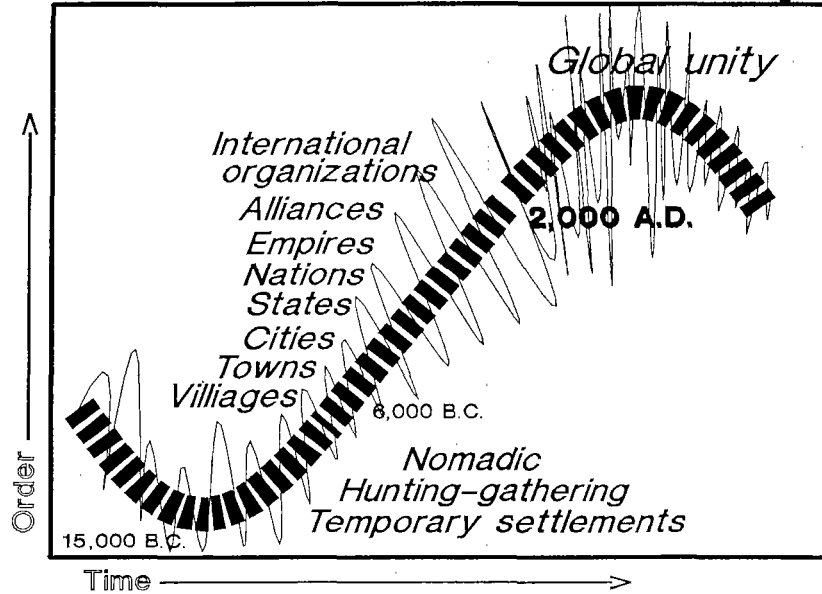 Global unity
International
organizations
Alliances
Empires
Nations
States
Cities
Towns
Villiages
2,000 A.D.
6,000 B.C.
Nomadic
Hunting-gathering
Temporary settlements
15,000 B.C.
Order
Time